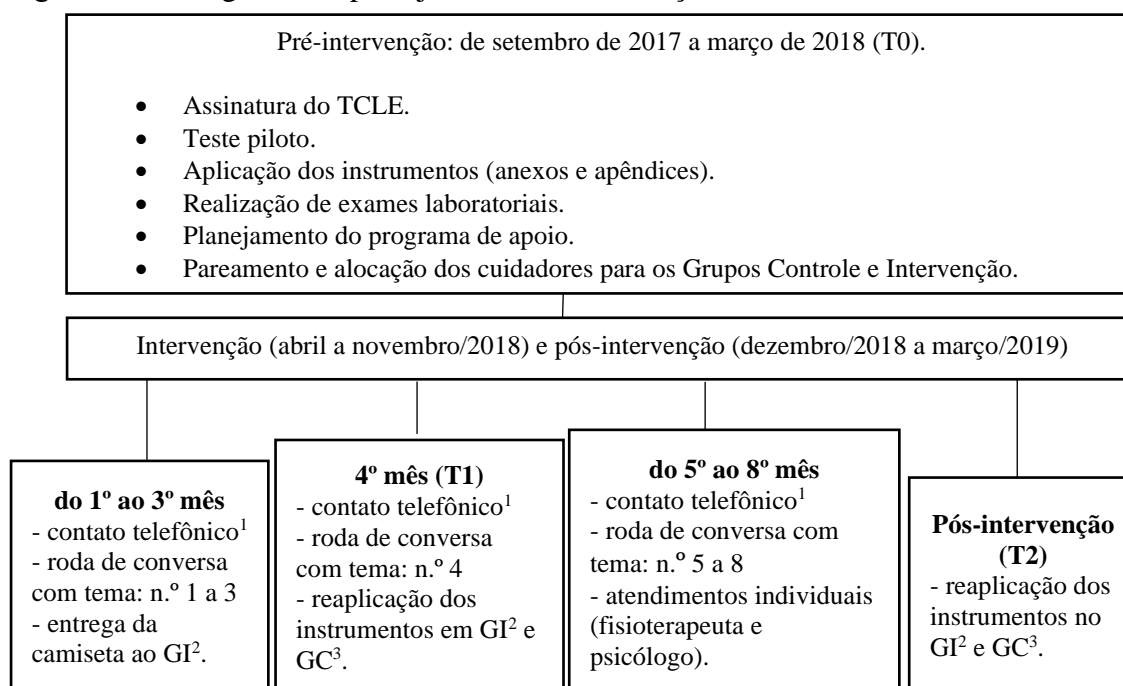 Pré-intervenção: de setembro de 2017 a março de 2018 (T0).
• Assinatura do TCLE.
• Teste piloto.
• Aplicação dos instrumentos (anexos e apêndices).
• Realização de exames laboratoriais.
• Planejamento do programa de apoio.
• Pareamento e alocação dos cuidadores para os Grupos Controle e Intervenção.
Intervenção (abril a novembro/2018) e pós-intervenção (dezembro/2018 a março/2019)
do 1º ao 3º mês
- contato telefônico¹
- roda de conversa
com tema: n.º 1 a 3
- entrega da
camiseta ao GI².
4º mês (T1)
- contato telefônico¹
- roda de conversa
com tema: n.º 4
- reaplicação dos
instrumentos em GI² e
GC³.
do 5º ao 8º mês
- contato telefônico¹
- roda de conversa com
tema: n.º 5 a 8
- atendimentos individuais
(fisioterapeuta e
psicólogo).
Pós-intervenção
(T2)
- reaplicação dos
instrumentos no
GI² e GC³.